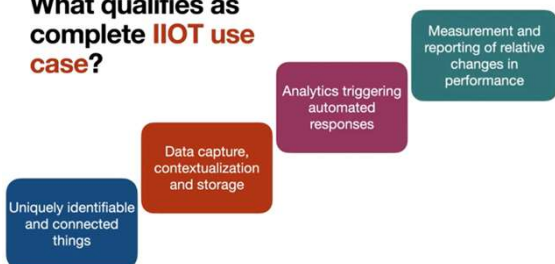 What qualifies as
complete IIOT use
case?
Uniquely identifiable
and connected
things
Data capture,
contextualization
and storage
Analytics triggering
automated
responses
Measurement and
reporting of relative
changes in
performance